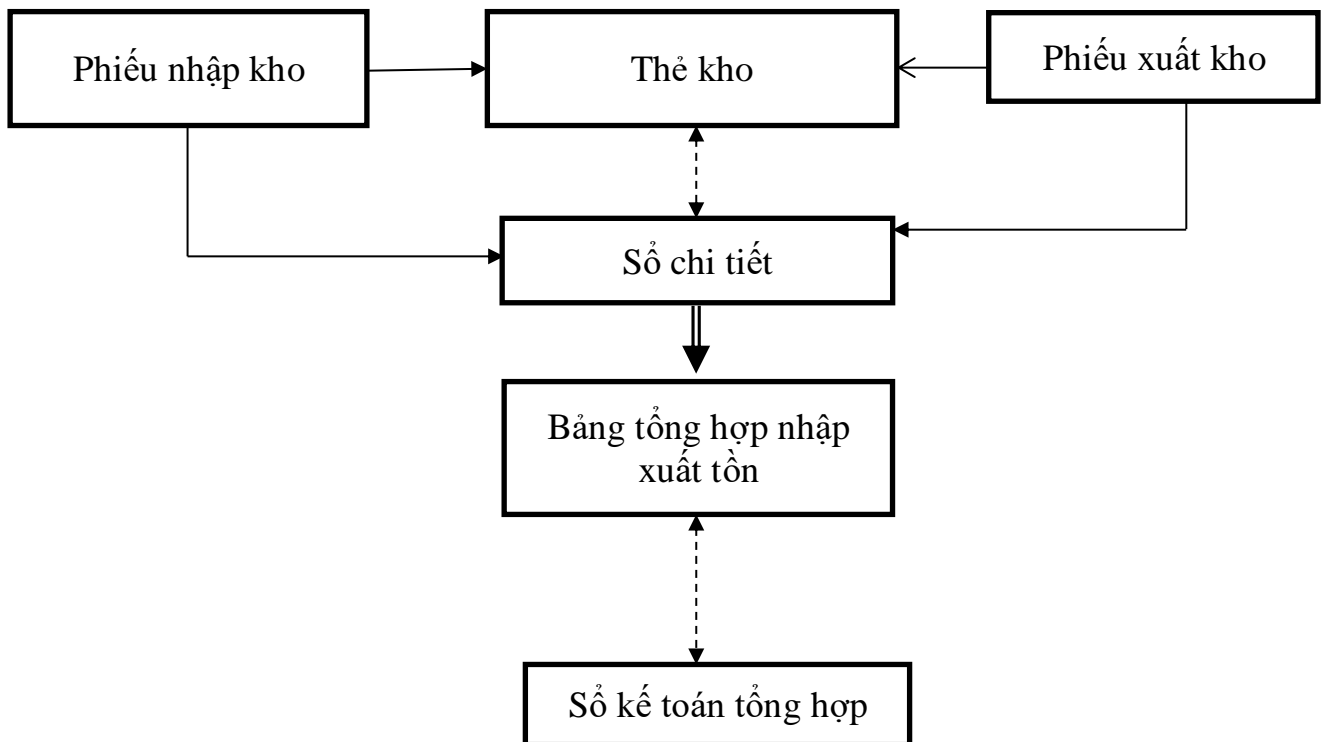 Phiếu nhập kho
Thẻ kho
Phiếu xuất kho
Sổ chi tiết
Bảng tổng hợp nhập
xuất tồn
Sổ kế toán tổng hợp